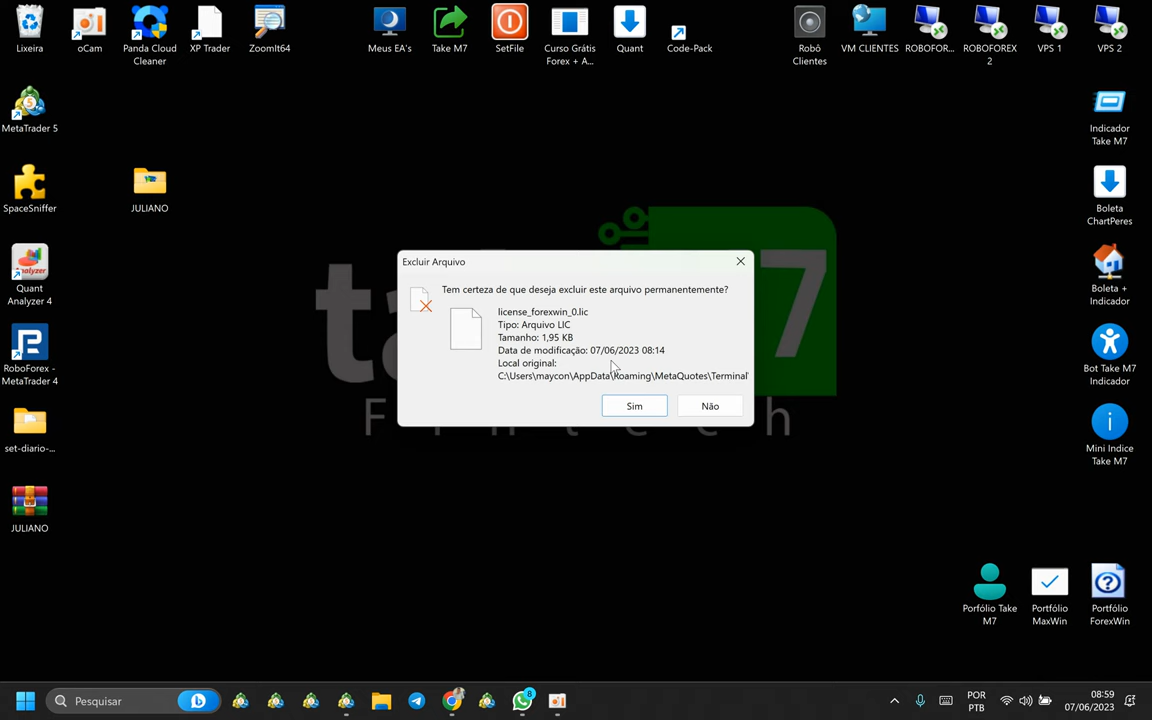 Lixeira
oCam
Panda Cloud
Cleaner
XP Trader
ZoomIt64
Meus EA's
Take M7
SetFile
Curso Grátis
Forex + A...
Quant
Code-Pack
Robô
Clientes
VM CLIENTES
ROBOFOR...
ROBOFOREX
2
VPS 1
VPS 2
MetaTrader 5
Indicador
Take M7
SpaceSniffer
JULIANO
Boleta
ChartPeres
Quant
Analyzer 4
Boleta +
Indicador
RoboForex -
MetaTrader 4
Bot Take M7
Indicador
set-diario-...
Mini Indice
Take M7
JULIANO
Porfólio Take
M7
Portfólio
MaxWin
Portfólio
ForexWin
Excluir Arquivo
Tem certeza de que deseja excluir este arquivo permanentemente?
license_forexwin_0.lic
Tipo: Arquivo LIC
Tamanho: 1,95 KB
Data de modificação: 07/06/2023 08:14
Local original:
C:\Users\maycon\AppData\Roaming\MetaQuotes\Terminal\
Sim
Não
Pesquisar
8
POR
PTB
08:59
07/06/2023